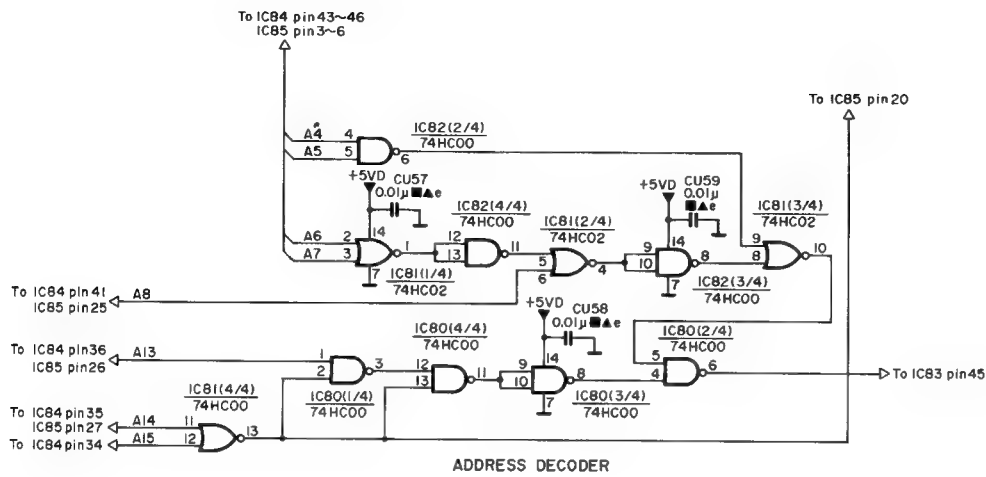 To IC84 pin43~46
IC85 pin3~6
To IC85 pin20
A4 4
A5 5
6
IC82(2/4)
74HC00
+5VD
CU57
0.01µ ■▲e
14
A6 2
A7 3
1
7
IC81(1/4)
74HC02
IC82(4/4)
74HC00
12
13
11
IC81(2/4)
74HC02
5
6
4
+5VD
CU59
0.01µ
■▲e
14
9
10
8
7
IC82(3/4)
74HC00
IC81(3/4)
74HC02
9
8
10
To IC84 pin41
IC85 pin25
A8
+5VD
CU58
0.01µ ■▲e
To IC84 pin36
IC85 pin26
A13
1
2
3
IC80(1/4)
74HC00
IC80(4/4)
74HC00
12
13
11
14
9
10
8
7
IC80(3/4)
74HC00
IC80(2/4)
74HC00
5
4
6
To IC83 pin45
IC81(4/4)
74HC00
To IC84 pin35
IC85 pin27
A14 11
To IC84 pin34
A15 12
13
ADDRESS DECODER